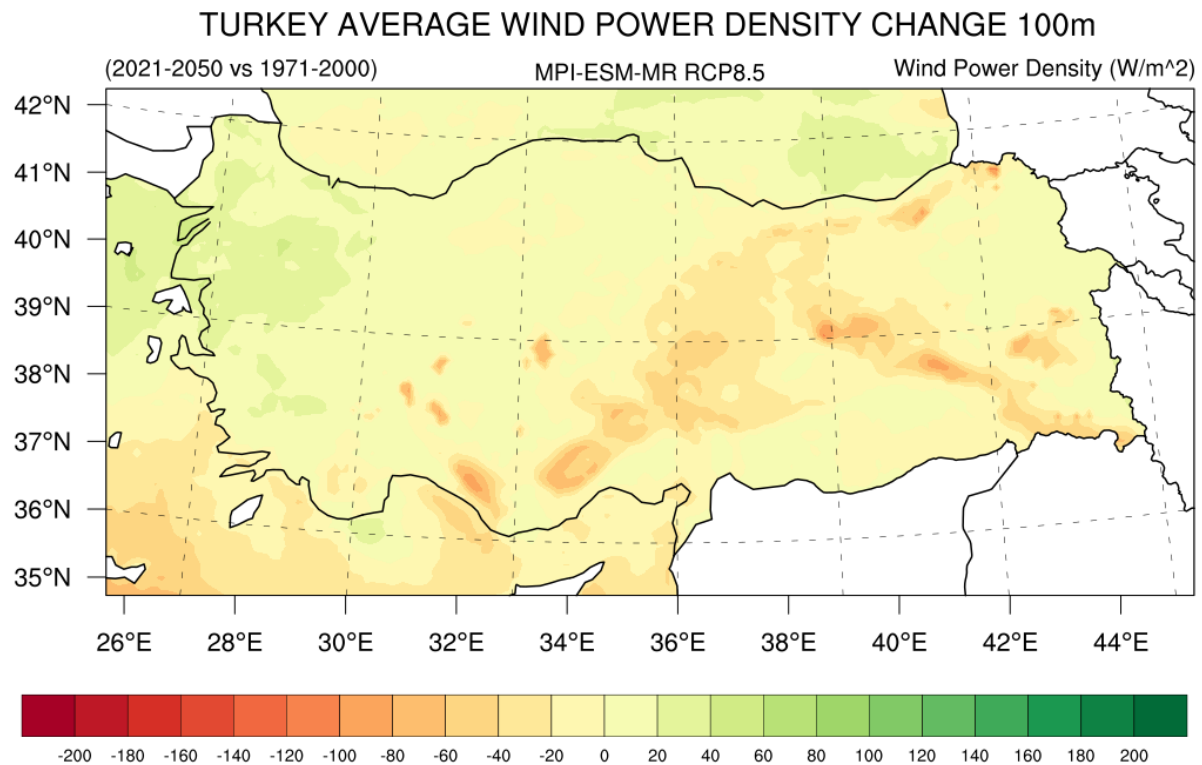 TURKEY AVERAGE WIND POWER DENSITY CHANGE 100m
(2021-2050 vs 1971-2000) MPI-ESM-MR RCP8.5 Wind Power Density (W/m^2)
42°N
41°N
40°N
39°N
38°N
37°N
36°N
35°N
26°E 28°E 30°E 32°E 34°E 36°E 38°E 40°E 42°E 44°E
-200 -180 -160 -140 -120 -100 -80 -60 -40 -20 0 20 40 60 80 100 120 140 160 180 200